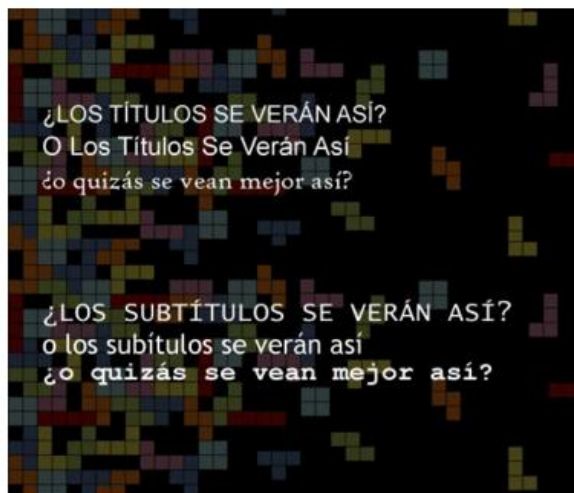 ¿LOS TÍTULOS SE VERÁN ASÍ?
O Los Títulos Se Verán Así
¿o quizás se vean mejor así?
¿LOS SUBTÍTULOS SE VERÁN ASÍ?
o los subítulos se verán así
¿o quizás se vean mejor así?